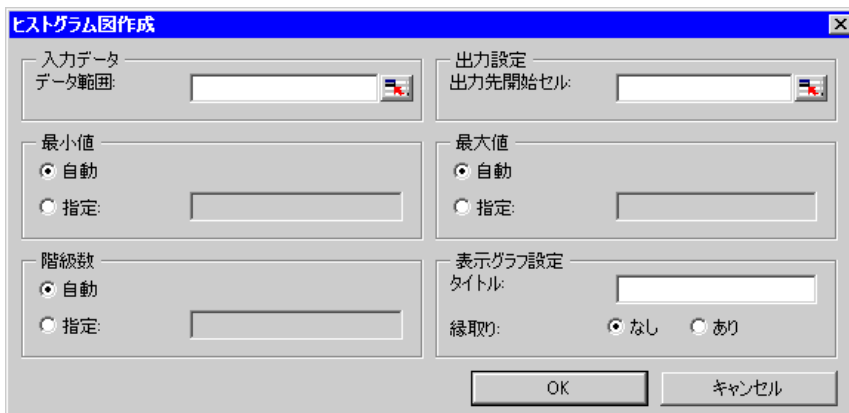 ヒストグラム図作成
入力データ
データ範囲:
出力設定
出力先開始セル:
最小値
自動
指定:
最大値
自動
指定:
階級数
自動
指定:
表示グラフ設定
タイトル:
縁取り: なし あり
OK キャンセル